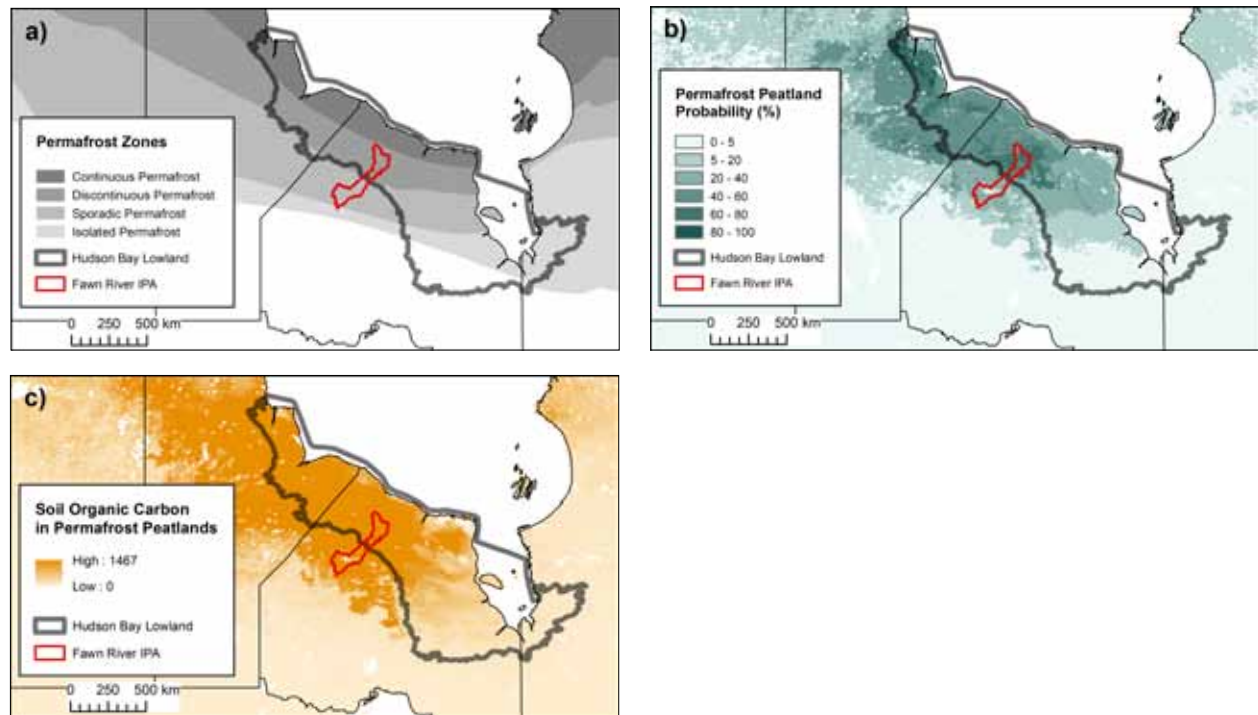 a)
Permafrost Zones
Continuous Permafrost
Discontinuous Permafrost
Sporadic Permafrost
Isolated Permafrost
Hudson Bay Lowland
Fawn River IPA
0 250 500 km
b)
Permafrost Peatland
Probability (%)
0 - 5
5 - 20
20 - 40
40 - 60
60 - 80
80 - 100
Hudson Bay Lowland
Fawn River IPA
0 250 500 km
c)
Soil Organic Carbon
in Permafrost Peatlands
High : 1467
Low : 0
Hudson Bay Lowland
Fawn River IPA
0 250 500 km